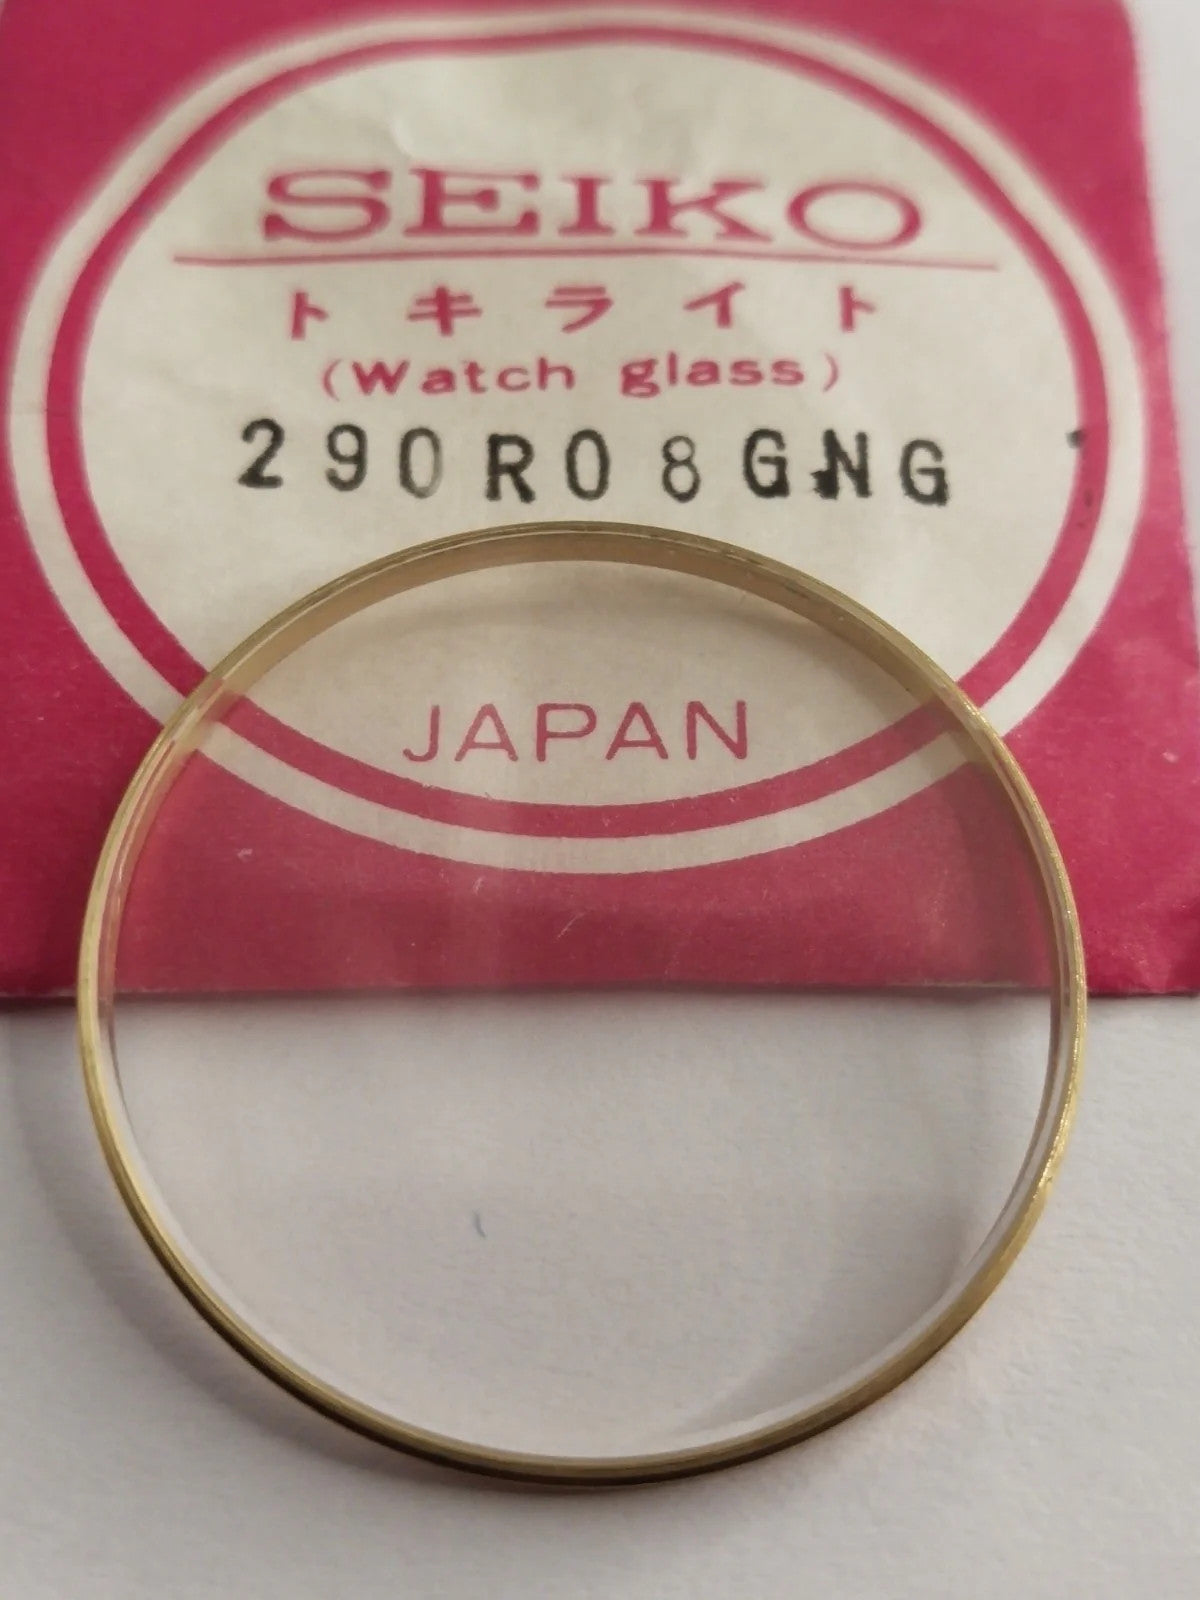 SEIKO
トキライト
(Watch glass)
290R08GNG
JAPAN